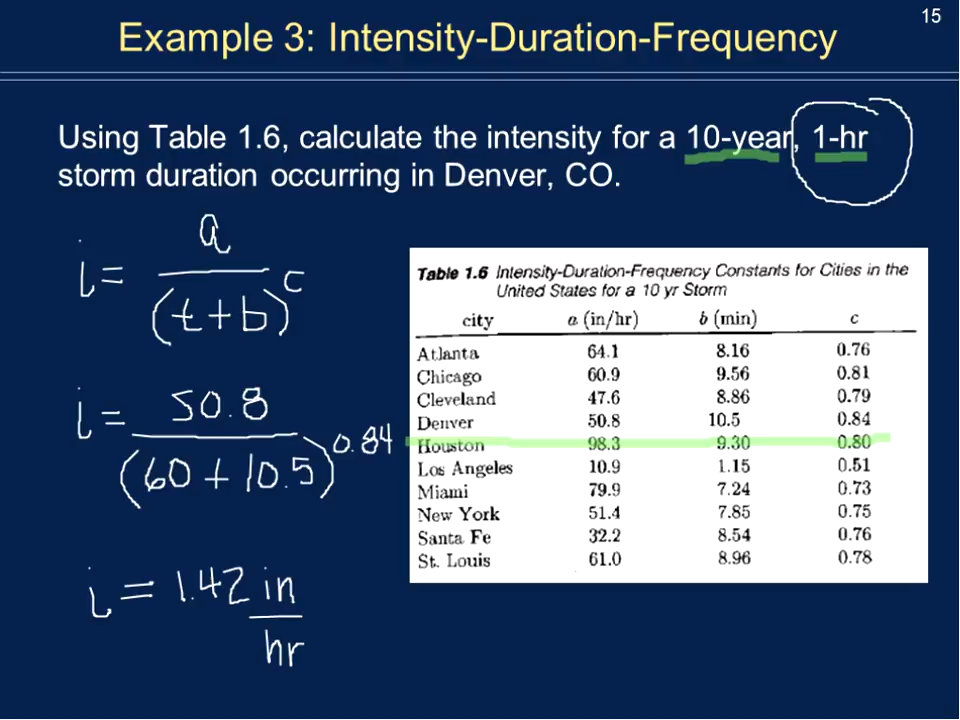 15
Example 3: Intensity-Duration-Frequency
Using Table 1.6, calculate the intensity for a 10-year, 1-hr
storm duration occurring in Denver, CO.
i = a / (t + b)^c
i = 50.8 / (60 + 10.5)^0.84
i = 1.42 in / hr
Table 1.6 Intensity-Duration-Frequency Constants for Cities in the
United States for a 10 yr Storm
city a (in/hr) b (min) c
Atlanta 64.1 8.16 0.76
Chicago 60.9 9.56 0.81
Cleveland 47.6 8.86 0.79
Denver 50.8 10.5 0.84
Houston 98.3 9.30 0.80
Los Angeles 10.9 1.15 0.51
Miami 79.9 7.24 0.73
New York 51.4 7.85 0.75
Santa Fe 32.2 8.54 0.76
St. Louis 61.0 8.96 0.78